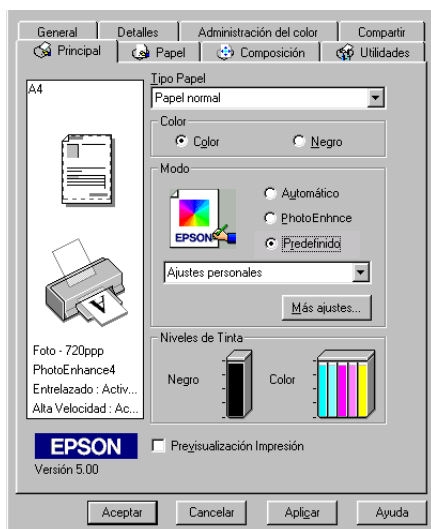 General Detalles Administración del color Compartir
Principal Papel Composición Utilidades
A4
Tipo Papel
Papel normal
Color
Color Negro
Modo
Automático
PhotoEnhnce
Predefinido
EPSON
Ajustes personales
Más ajustes...
Foto - 720ppp
PhotoEnhance4
Entrelazado : Activ...
Alta Velocidad : Ac...
Niveles de Tinta
Negro Color
EPSON
Versión 5.00
Previsualización Impresión
Aceptar Cancelar Aplicar Ayuda